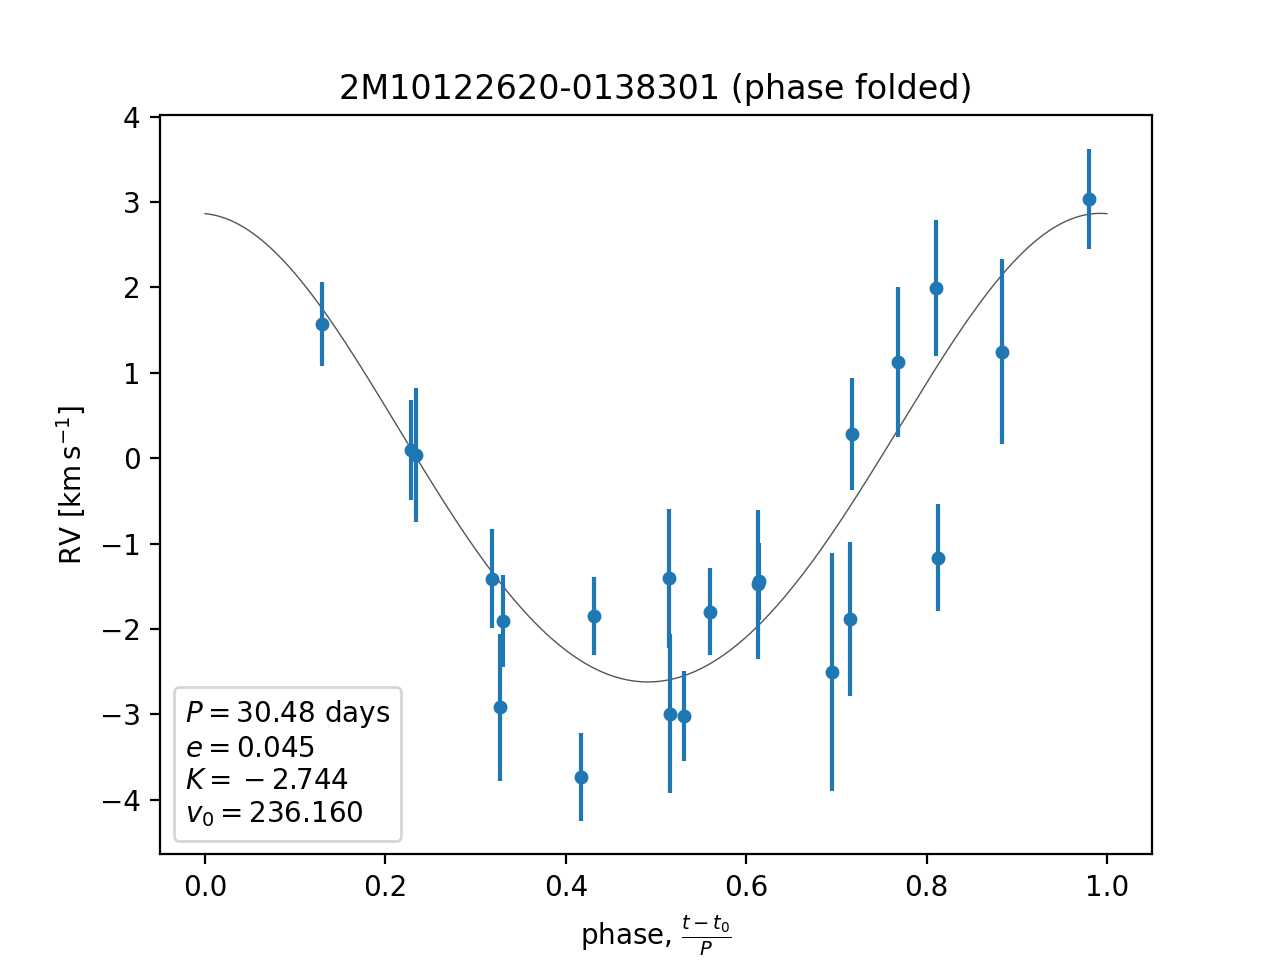 2M10122620-0138301 (phase folded)
4
3
2
1
0
−1
−2
−3
−4
RV [km s⁻¹]
P = 30.48 days
e = 0.045
K = −2.744
v₀ = 236.160
0.0 0.2 0.4 0.6 0.8 1.0
phase, (t − t₀)/P